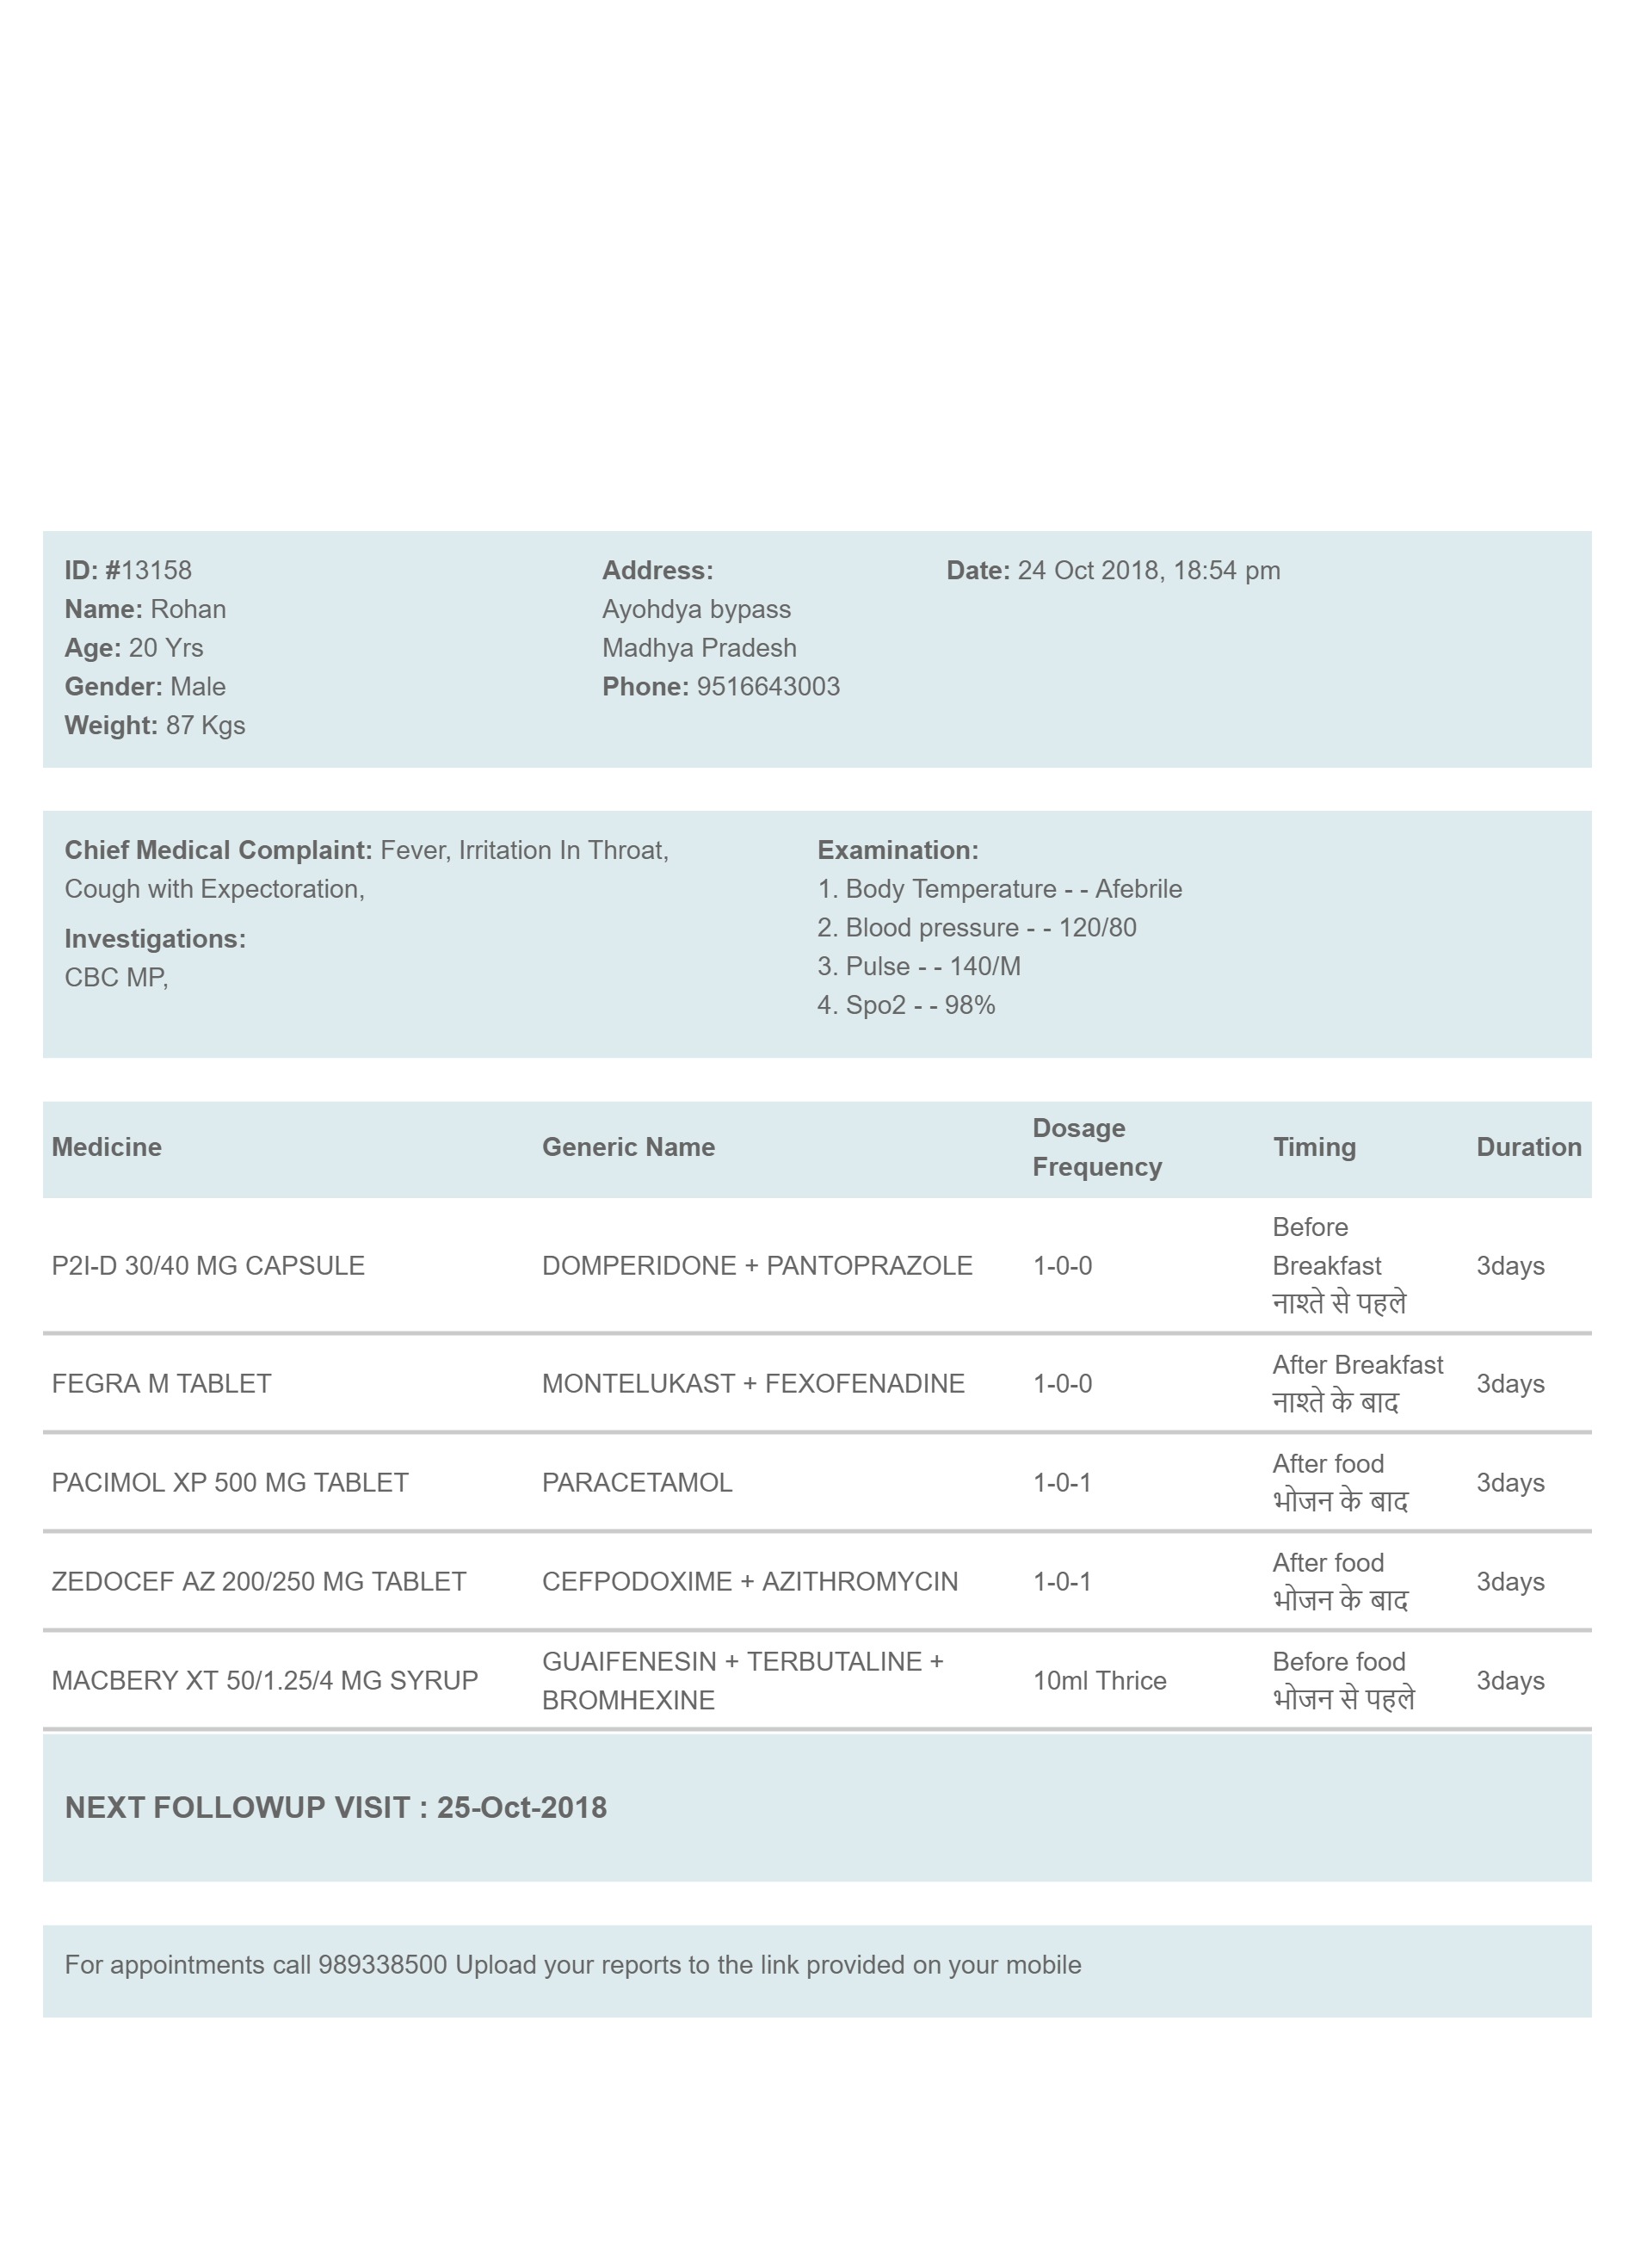 ID: #13158
Name: Rohan
Age: 20 Yrs
Gender: Male
Weight: 87 Kgs
Address:
Ayohdya bypass
Madhya Pradesh
Phone: 9516643003
Date: 24 Oct 2018, 18:54 pm
Chief Medical Complaint: Fever, Irritation In Throat,
Cough with Expectoration,
Investigations:
CBC MP,
Examination:
1. Body Temperature - - Afebrile
2. Blood pressure - - 120/80
3. Pulse - - 140/M
4. Spo2 - - 98%
Medicine Generic Name Dosage Frequency Timing Duration
P2I-D 30/40 MG CAPSULE DOMPERIDONE + PANTOPRAZOLE 1-0-0 Before Breakfast नाश्ते से पहले 3days
FEGRA M TABLET MONTELUKAST + FEXOFENADINE 1-0-0 After Breakfast नाश्ते के बाद 3days
PACIMOL XP 500 MG TABLET PARACETAMOL 1-0-1 After food भोजन के बाद 3days
ZEDOCEF AZ 200/250 MG TABLET CEFPODOXIME + AZITHROMYCIN 1-0-1 After food भोजन के बाद 3days
MACBERY XT 50/1.25/4 MG SYRUP GUAIFENESIN + TERBUTALINE + BROMHEXINE 10ml Thrice Before food भोजन से पहले 3days
NEXT FOLLOWUP VISIT : 25-Oct-2018
For appointments call 989338500 Upload your reports to the link provided on your mobile